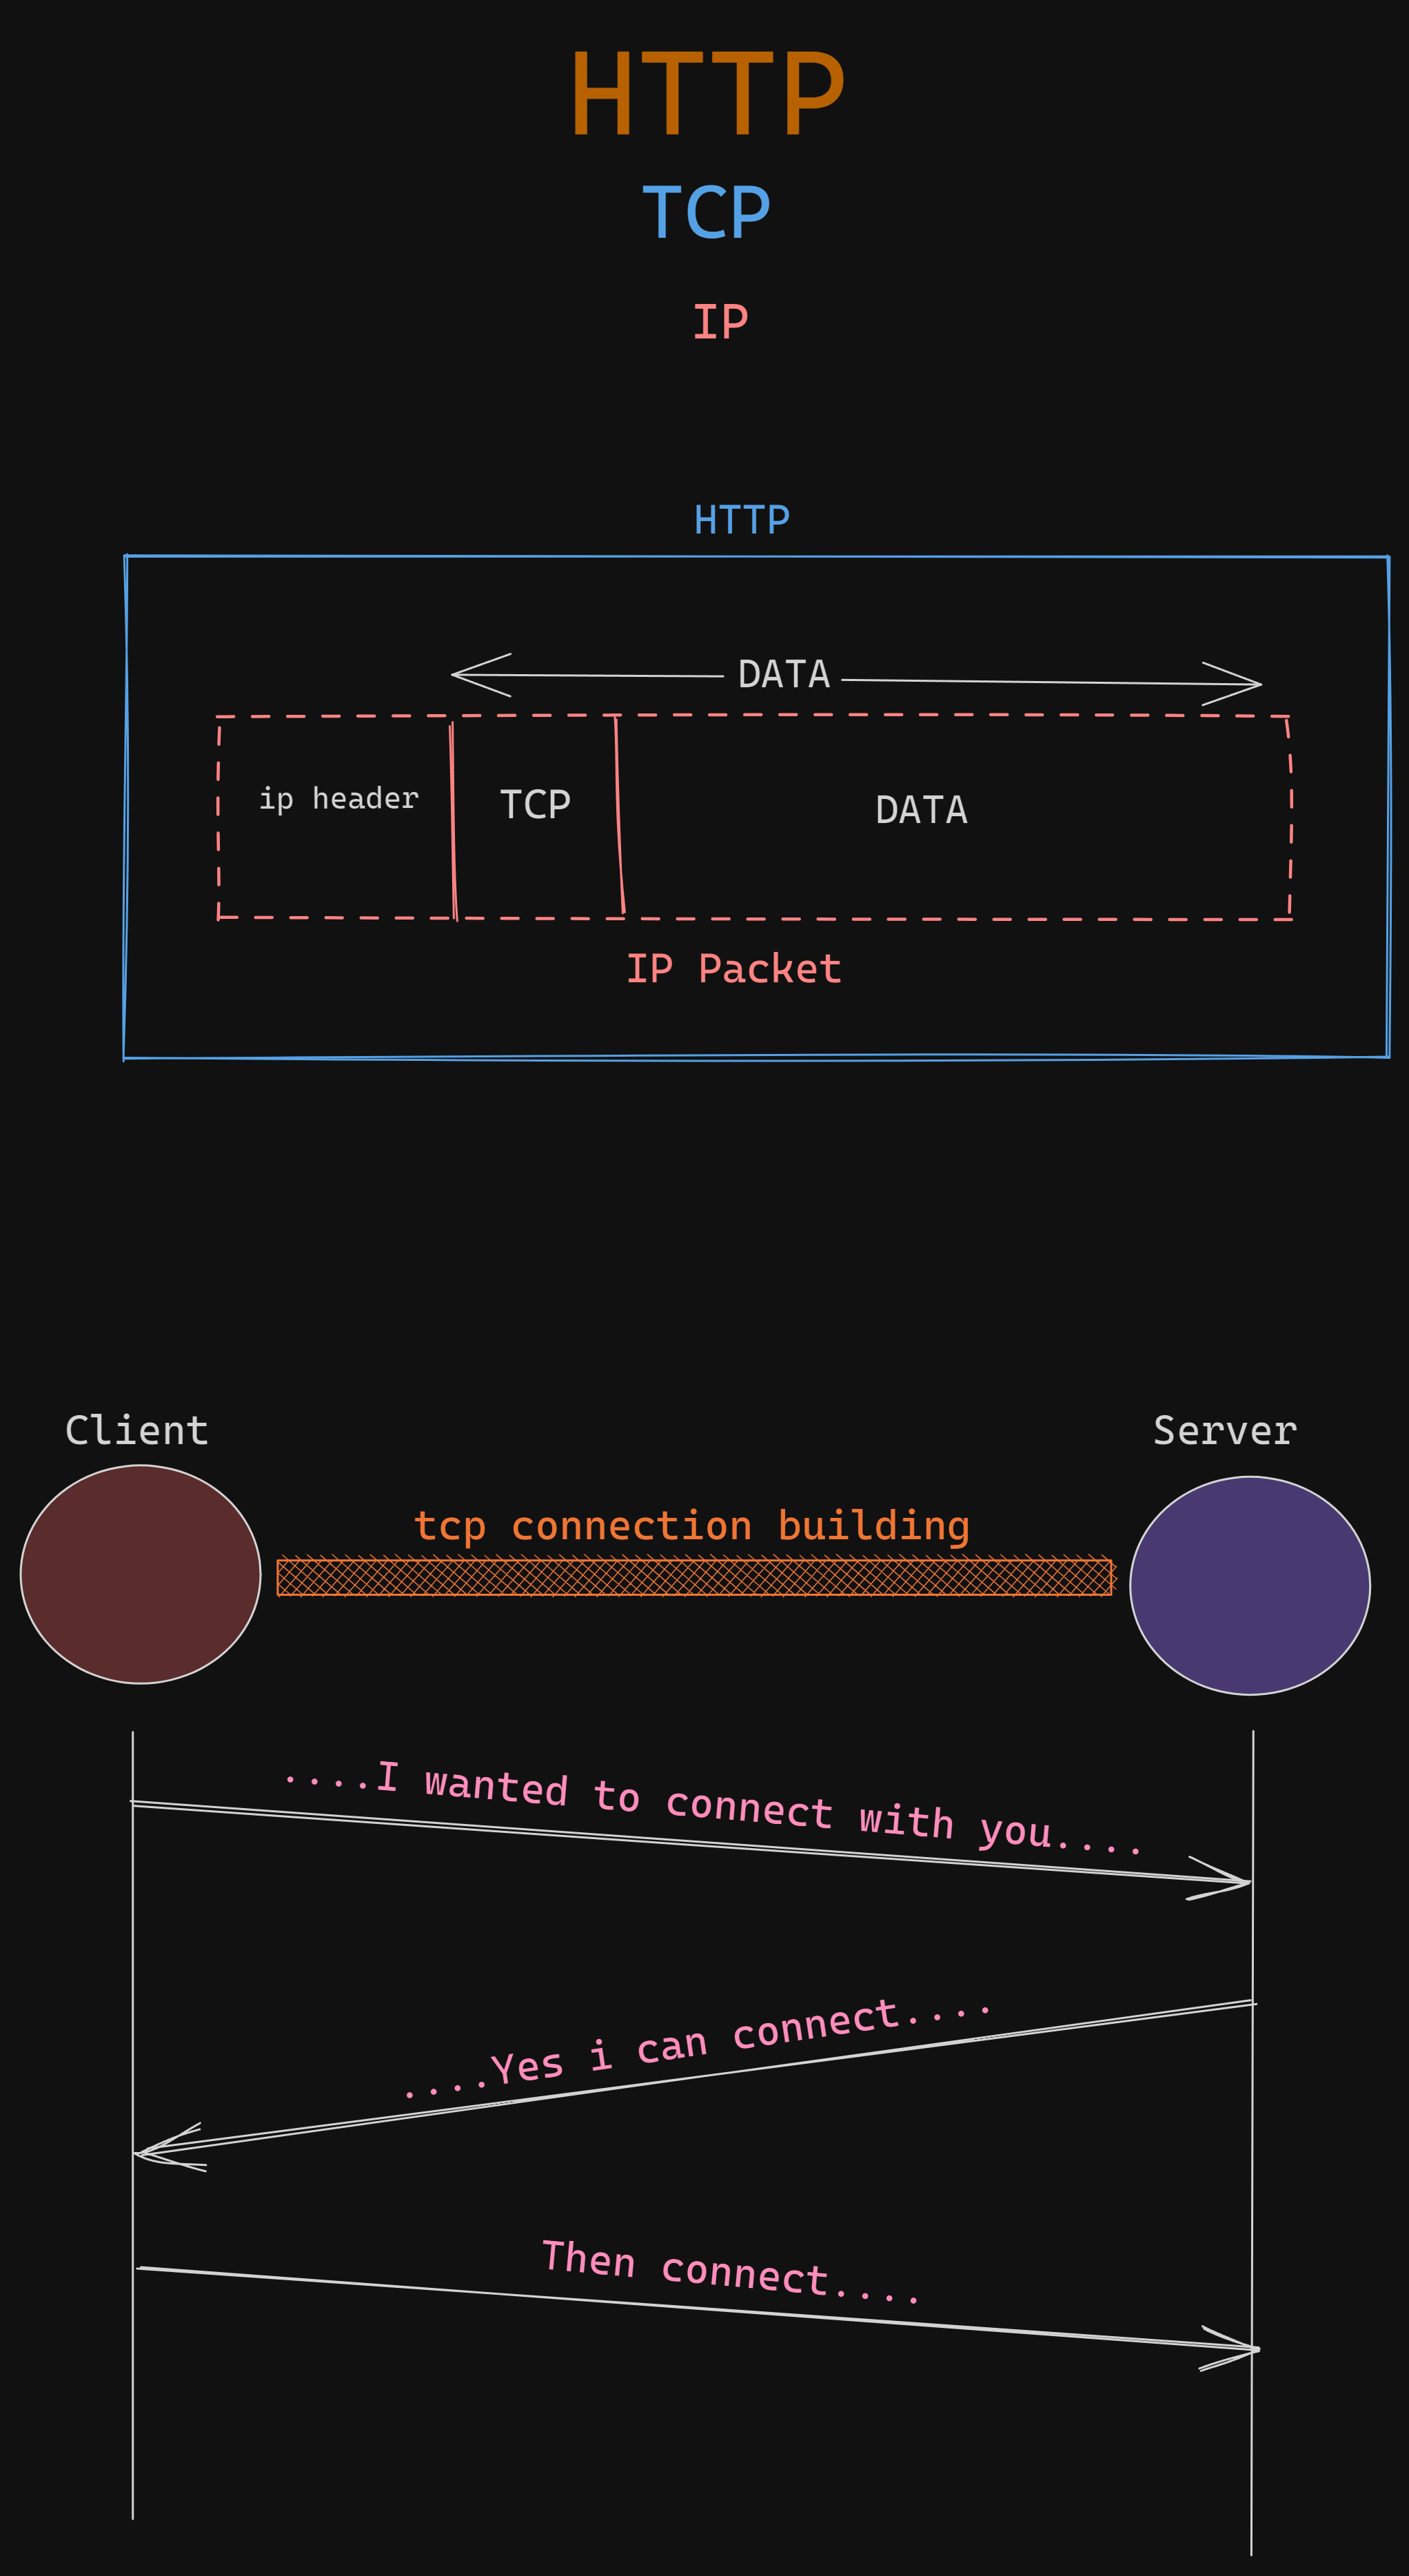 HTTP
TCP
IP
HTTP
DATA
ip header
TCP
DATA
IP Packet
Client
Server
tcp connection building
....I wanted to connect with you....
....Yes i can connect....
Then connect....